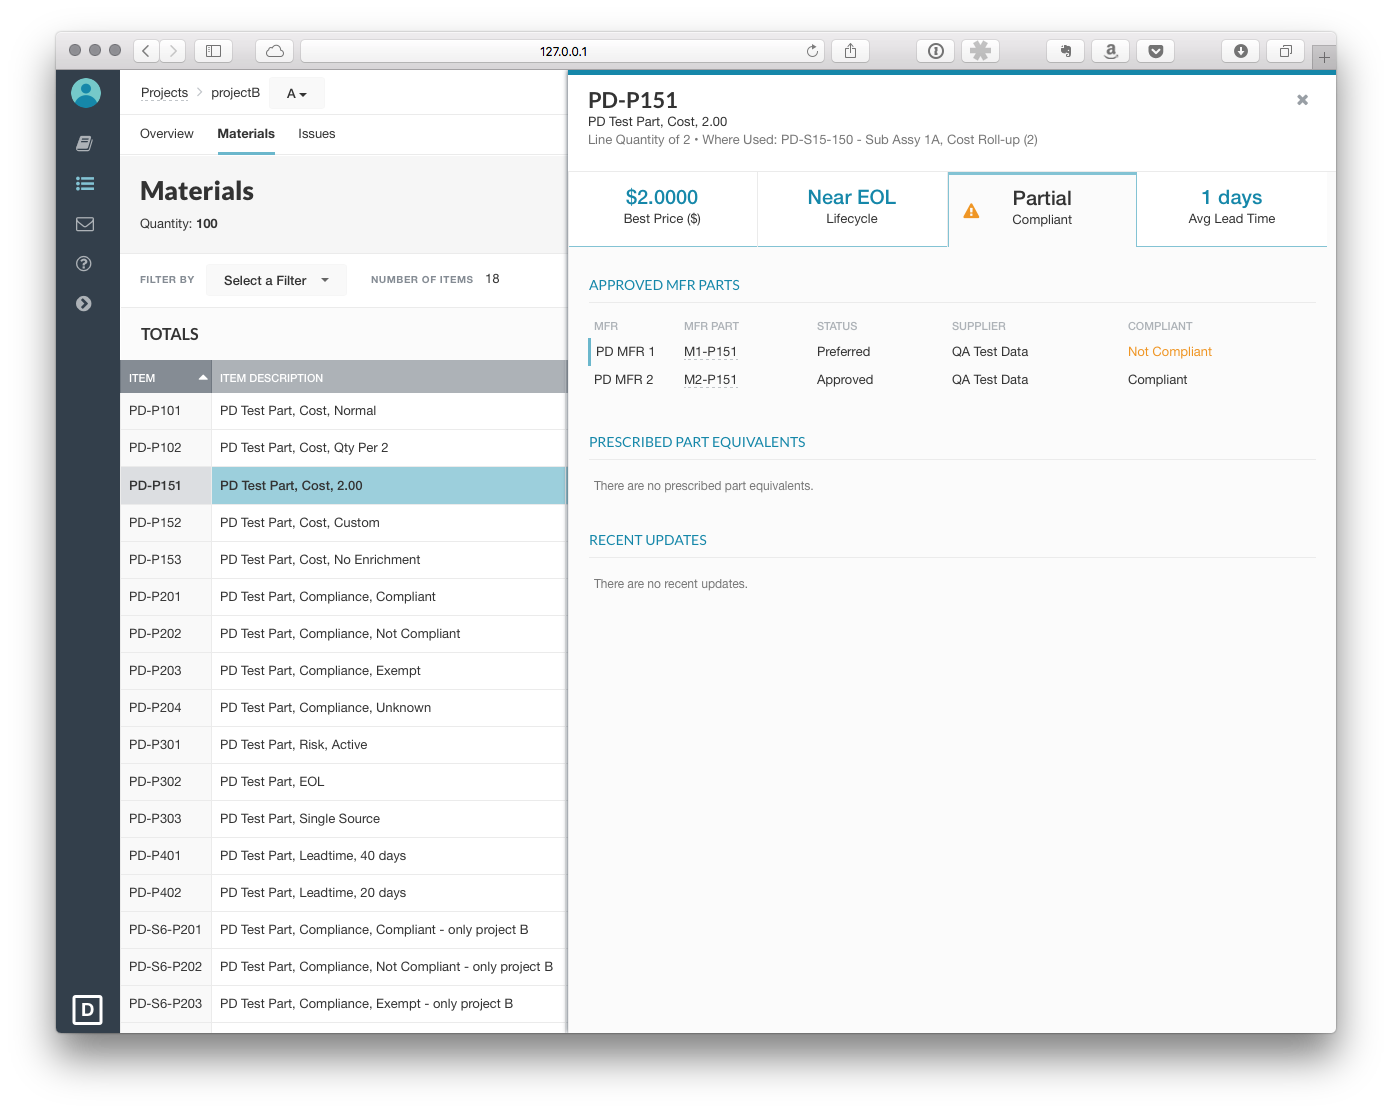 127.0.0.1
Projects > projectB A
Overview Materials Issues
Materials
Quantity: 100
FILTER BY Select a Filter NUMBER OF ITEMS 18
TOTALS
ITEM ITEM DESCRIPTION
PD-P101 PD Test Part, Cost, Normal
PD-P102 PD Test Part, Cost, Qty Per 2
PD-P151 PD Test Part, Cost, 2.00
PD-P152 PD Test Part, Cost, Custom
PD-P153 PD Test Part, Cost, No Enrichment
PD-P201 PD Test Part, Compliance, Compliant
PD-P202 PD Test Part, Compliance, Not Compliant
PD-P203 PD Test Part, Compliance, Exempt
PD-P204 PD Test Part, Compliance, Unknown
PD-P301 PD Test Part, Risk, Active
PD-P302 PD Test Part, EOL
PD-P303 PD Test Part, Single Source
PD-P401 PD Test Part, Leadtime, 40 days
PD-P402 PD Test Part, Leadtime, 20 days
PD-S6-P201 PD Test Part, Compliance, Compliant - only project B
PD-S6-P202 PD Test Part, Compliance, Not Compliant - only project B
PD-S6-P203 PD Test Part, Compliance, Exempt - only project B
D
PD-P151
PD Test Part, Cost, 2.00
Line Quantity of 2 • Where Used: PD-S15-150 - Sub Assy 1A, Cost Roll-up (2)
$2.0000 Near EOL Partial 1 days
Best Price ($) Lifecycle Compliant Avg Lead Time
APPROVED MFR PARTS
MFR MFR PART STATUS SUPPLIER COMPLIANT
PD MFR 1 M1-P151 Preferred QA Test Data Not Compliant
PD MFR 2 M2-P151 Approved QA Test Data Compliant
PRESCRIBED PART EQUIVALENTS
There are no prescribed part equivalents.
RECENT UPDATES
There are no recent updates.